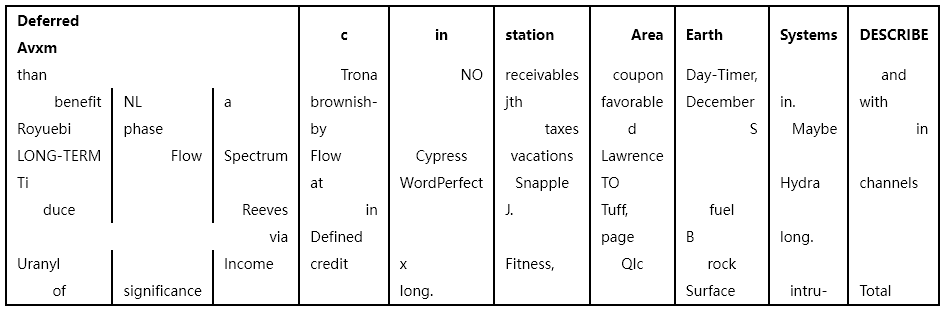 Deferred
Avxm c in station Area Earth Systems DESCRIBE
than Trona NO receivables coupon Day-Timer, and
benefit NL a brownish- jth favorable December in. with
Royuebi phase by taxes d S Maybe in
LONG-TERM Flow Spectrum Flow Cypress vacations Lawrence
Ti at WordPerfect Snapple TO Hydra channels
duce Reeves in J. Tuff, fuel
via Defined page B long.
Uranyl Income credit x Fitness, Qlc rock
of significance long. Surface intru- Total